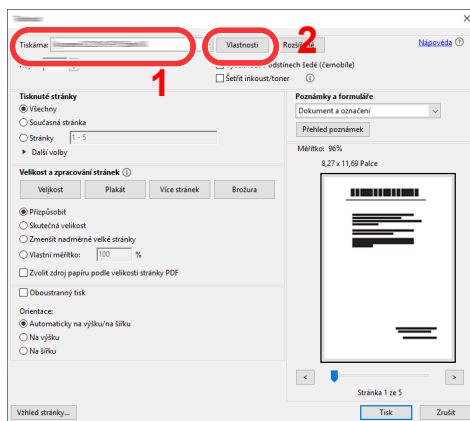 Tiskárna:
Vlastnosti
Rozšířené
Nápověda
1
2
stínech šedé (černobíle)
Šetřit inkoust/toner
Tisknuté stránky
Všechny
Současná stránka
Stránky 1 - 5
Další volby
Poznámky a formuláře
Dokument a označení
Přehled poznámek
Měřítko: 96%
8,27 x 11,69 Palce
Velikost a zpracování stránek
Velikost Plakát Více stránek Brožura
Přizpůsobit
Skutečná velikost
Zmenšit nadměrné velké stránky
Vlastní měřítko: 100 %
Zvolit zdroj papíru podle velikosti stránky PDF
Oboustranný tisk
Orientace:
Automaticky na výšku/na šířku
Na výšku
Na šířku
< >
Stránka 1 ze 5
Vzhled stránky... Tisk Zrušit